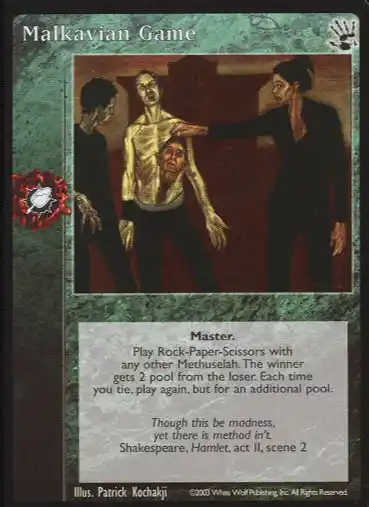 Malkavian Game
Master.
Play Rock-Paper-Scissors with
any other Methuselah. The winner
gets 2 pool from the loser. Each time
you tie, play again, but for an additional pool.
Though this be madness,
yet there is method in't.
Shakespeare, Hamlet, act II, scene 2
Illus. Patrick Kochakji
©2003 White Wolf Publishing, Inc. All Rights Reserved.